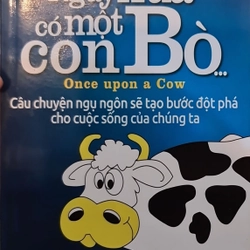 có một
con Bò...
Once upon a Cow
Câu chuyện ngụ ngôn sẽ tạo bước đột phá
cho cuộc sống của chúng ta